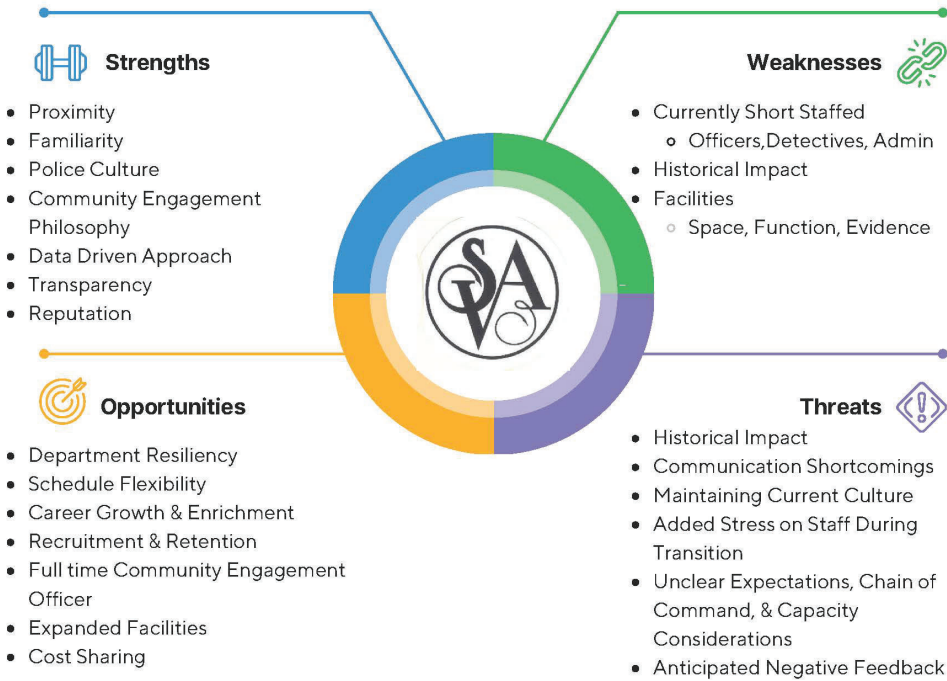 Strengths
Proximity
Familiarity
Police Culture
Community Engagement
Philosophy
Data Driven Approach
Transparency
Reputation
Weaknesses
Currently Short Staffed
Officers,Detectives, Admin
Historical Impact
Facilities
Space, Function, Evidence
SVA
Opportunities
Department Resiliency
Schedule Flexibility
Career Growth & Enrichment
Recruitment & Retention
Full time Community Engagement
Officer
Expanded Facilities
Cost Sharing
Threats
Historical Impact
Communication Shortcomings
Maintaining Current Culture
Added Stress on Staff During
Transition
Unclear Expectations, Chain of
Command, & Capacity
Considerations
Anticipated Negative Feedback